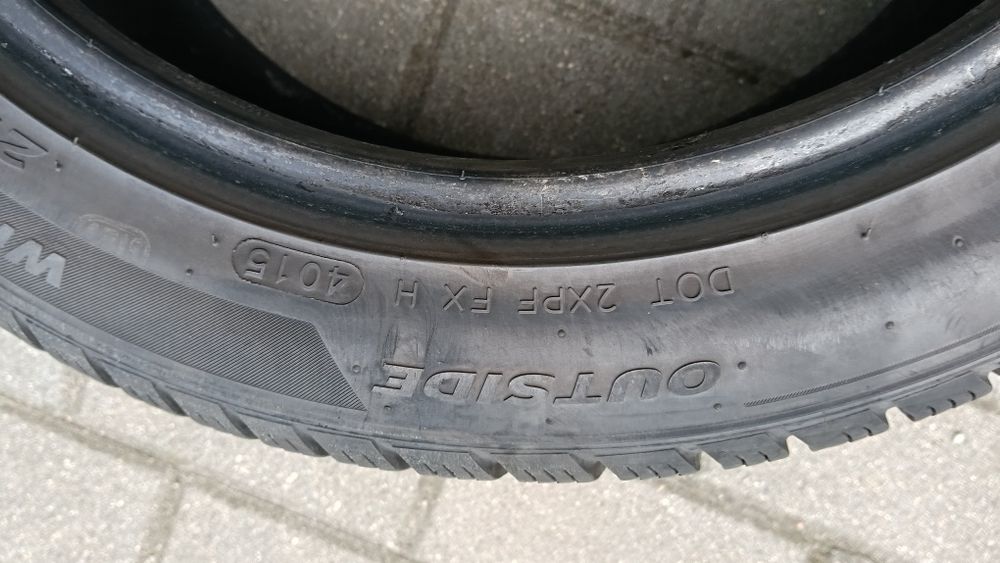 DOT 2XPF FX H 4015
OUTSIDE